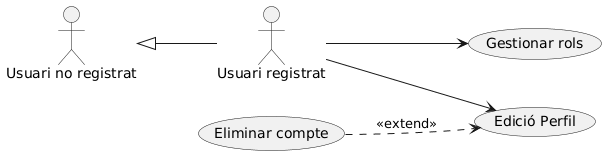 Usuari no registrat
Usuari registrat
Gestionar rols
Edició Perfil
Eliminar compte
«extend»